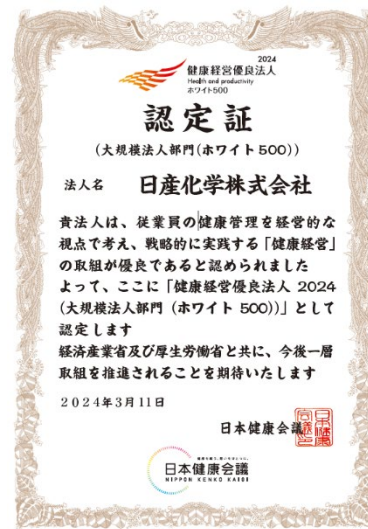 2024
健康経営優良法人
Health and productivity
ホワイト500
認定証
(大規模法人部門(ホワイト500))
法人名 日産化学株式会社
貴法人は、従業員の健康管理を経営的な
視点で考え、戦略的に実践する「健康経営」
の取組が優良であると認められました
よって、ここに「健康経営優良法人 2024
(大規模法人部門 (ホワイト 500))」として
認定します
経済産業省及び厚生労働省と共に、今後一層
取組を推進されることを期待いたします
2024年3月11日
日本健康会議
日本健康会議
NIPPON KENKO KAIGI